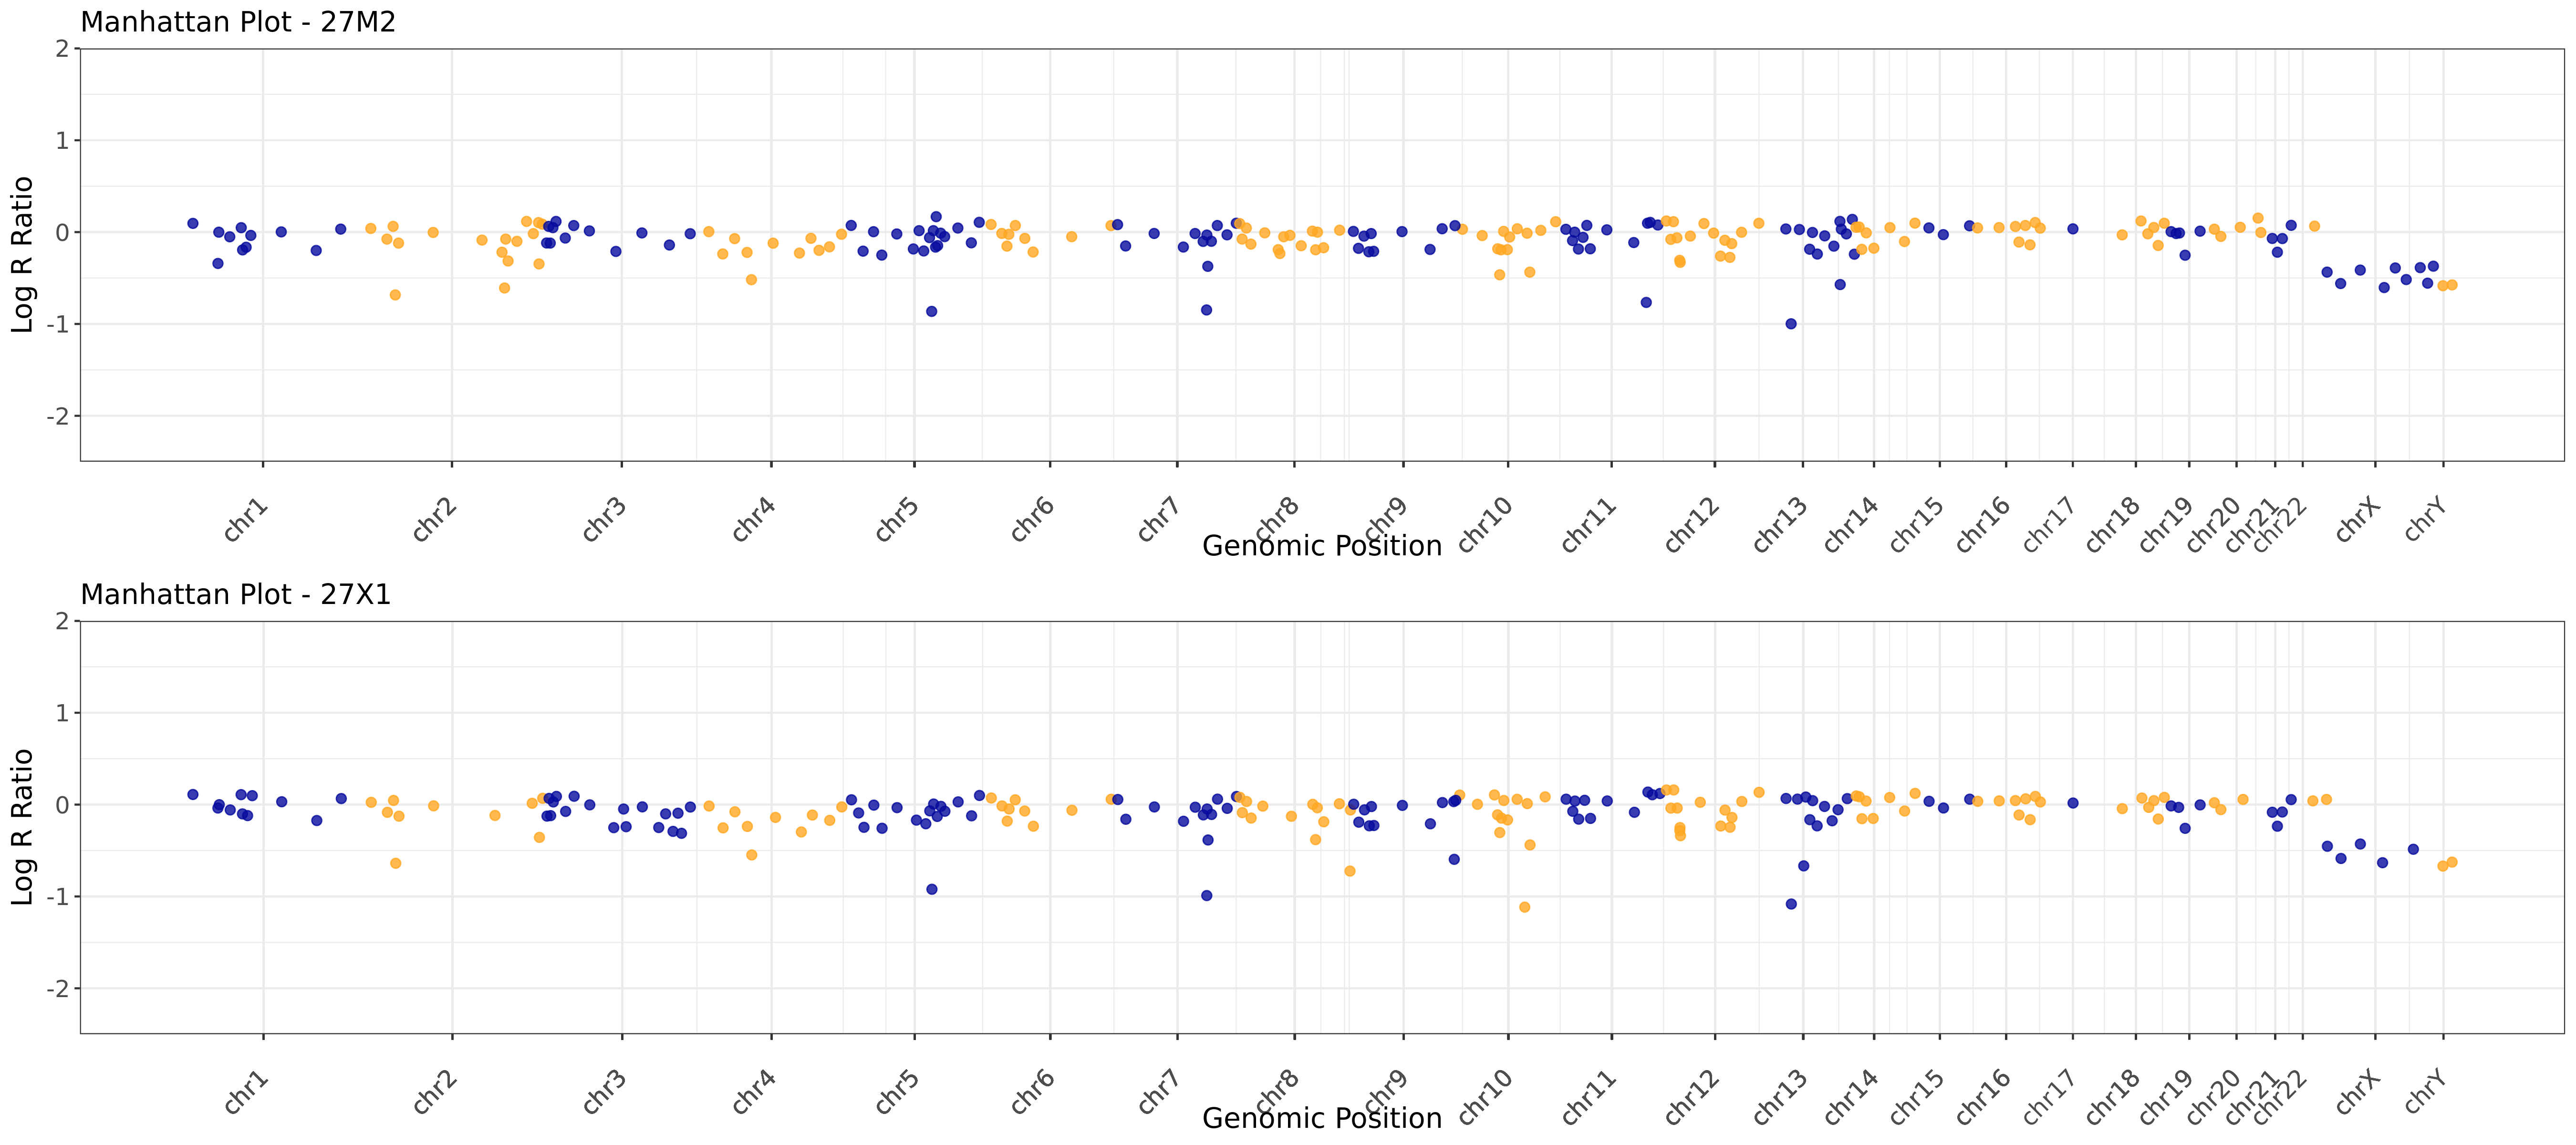 Manhattan Plot - 27M2
2
1
0
-1
-2
Log R Ratio
chr1 chr2 chr3 chr4 chr5 chr6 chr7 chr8 chr9 chr10 chr11 chr12 chr13 chr14 chr15 chr16 chr17 chr18 chr19 chr20 chr21 chr22 chrX chrY
Genomic Position
Manhattan Plot - 27X1
2
1
0
-1
-2
Log R Ratio
chr1 chr2 chr3 chr4 chr5 chr6 chr7 chr8 chr9 chr10 chr11 chr12 chr13 chr14 chr15 chr16 chr17 chr18 chr19 chr20 chr21 chr22 chrX chrY
Genomic Position